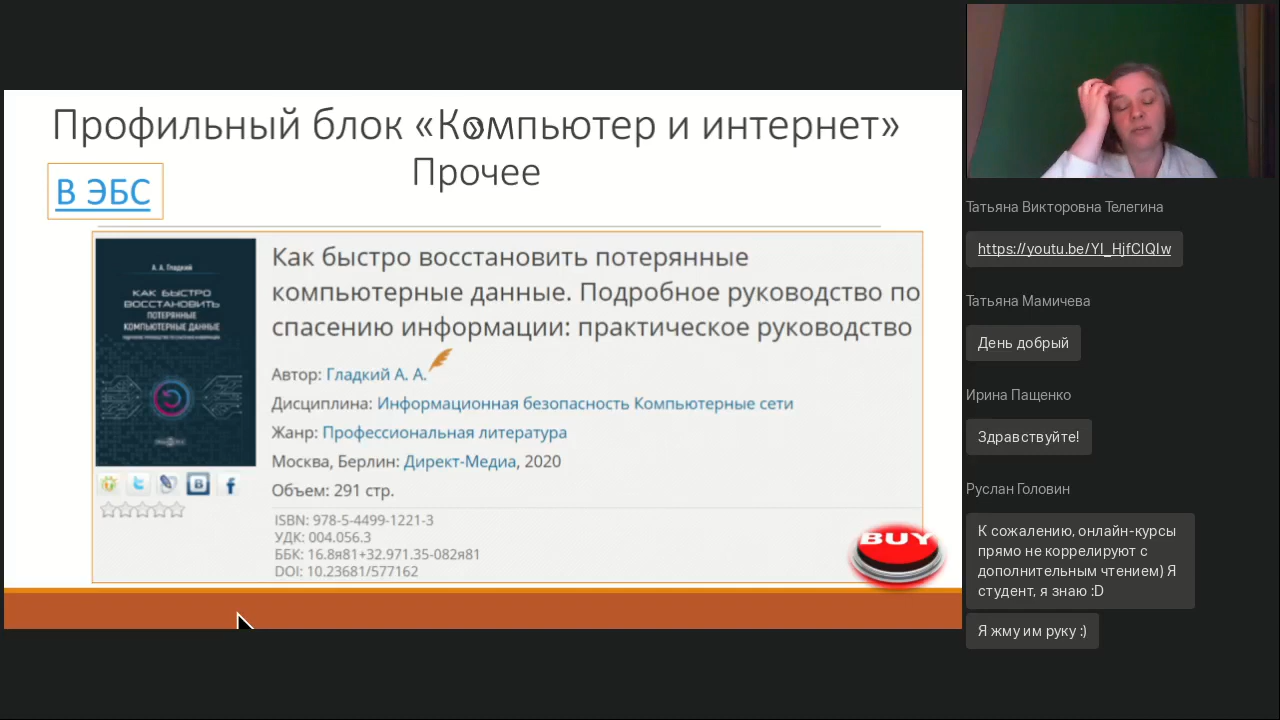 Профильный блок «Компьютер и интернет»
Прочее
В ЭБС
А. А. Гладкий
КАК БЫСТРО
ВОССТАНОВИТЬ
ПОТЕРЯННЫЕ
КОМПЬЮТЕРНЫЕ ДАННЫЕ
Как быстро восстановить потерянные
компьютерные данные. Подробное руководство по
спасению информации: практическое руководство
Автор: Гладкий А. А.
Дисциплина: Информационная безопасность Компьютерные сети
Жанр: Профессиональная литература
Москва, Берлин: Директ-Медиа, 2020
Объем: 291 стр.
ISBN: 978-5-4499-1221-3
УДК: 004.056.3
ББК: 16.8я81+32.971.35-082я81
DOI: 10.23681/577162
BUY
Татьяна Викторовна Телегина
https://youtu.be/YI_HjfClQIw
Татьяна Мамичева
День добрый
Ирина Пащенко
Здравствуйте!
Руслан Головин
К сожалению, онлайн-курсы
прямо не коррелируют с
дополнительным чтением) Я
студент, я знаю :D
Я жму им руку :)